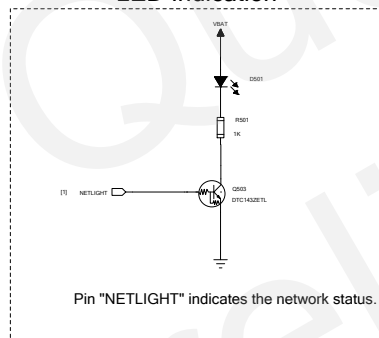 LED Indication
VBAT
D501
R501
1K
Q503
DTC143ZETL
[1] NETLIGHT
Pin "NETLIGHT" indicates the network status.